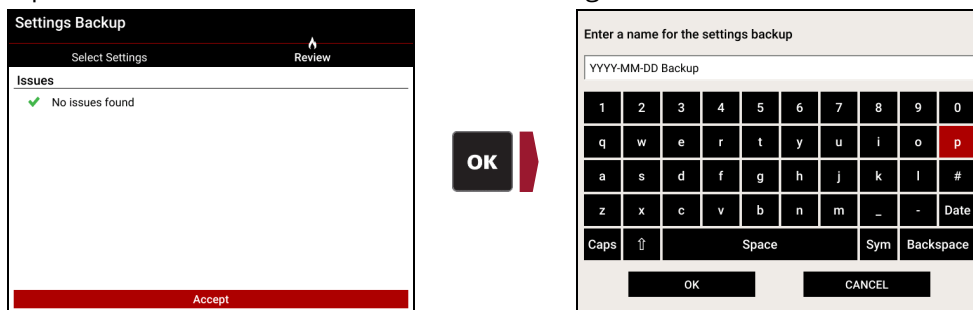 Settings Backup
Select Settings Review
Issues
No issues found
Accept
OK
Enter a name for the settings backup
YYYY-MM-DD Backup
1 2 3 4 5 6 7 8 9 0
q w e r t y u i o p
a s d f g h j k l #
z x c v b n m _ - Date
Caps ⇧ Space Sym Backspace
OK CANCEL